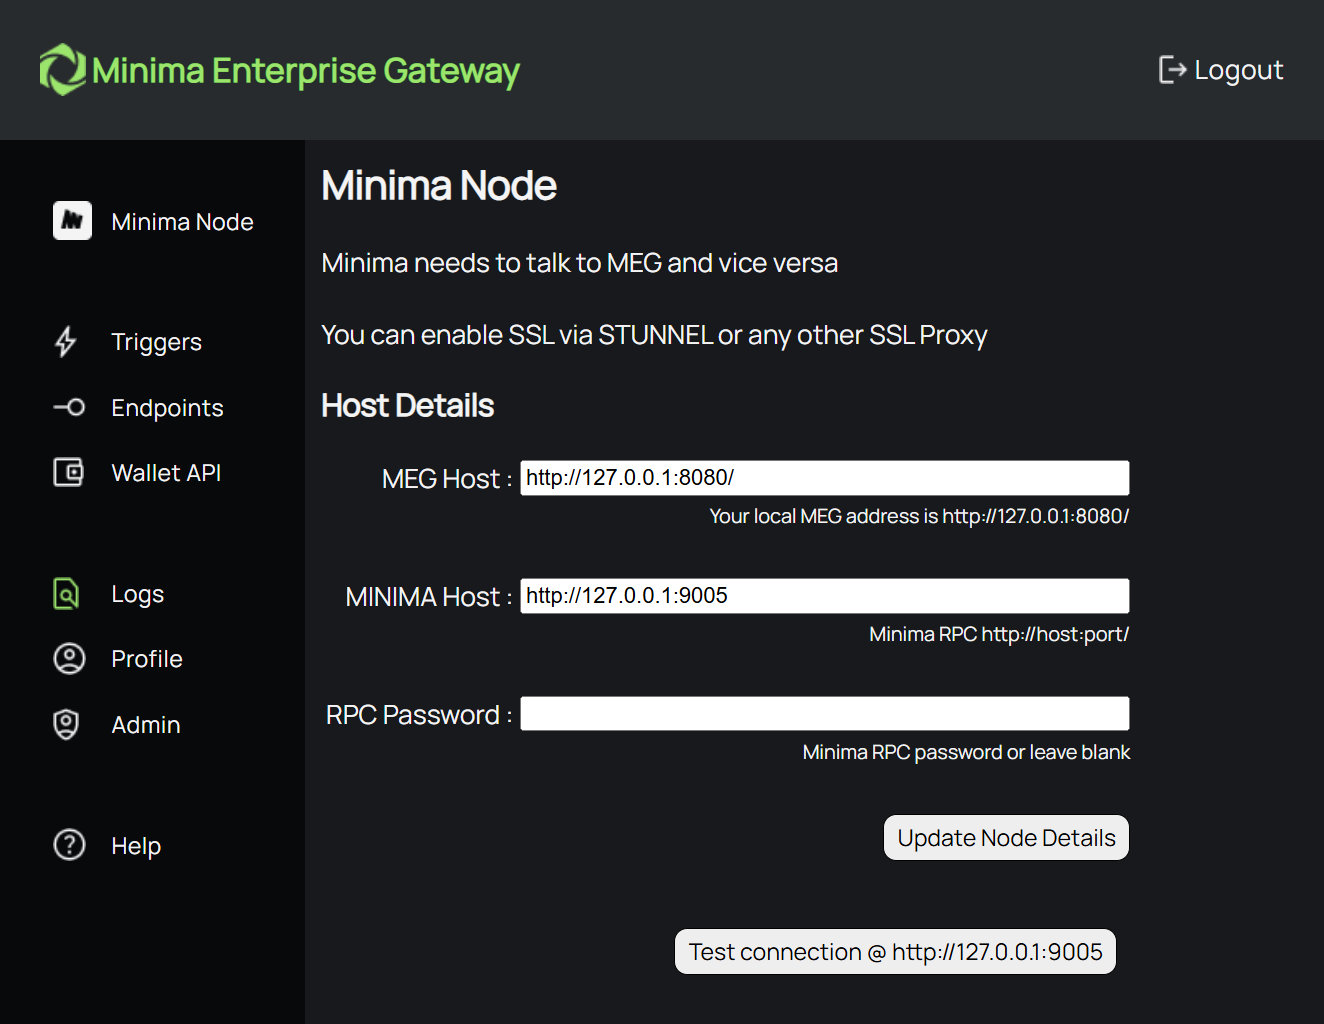 Minima Enterprise Gateway
Logout
Minima Node
Triggers
Endpoints
Wallet API
Logs
Profile
Admin
Help
Minima Node
Minima needs to talk to MEG and vice versa
You can enable SSL via STUNNEL or any other SSL Proxy
Host Details
MEG Host : http://127.0.0.1:8080/
Your local MEG address is http://127.0.0.1:8080/
MINIMA Host : http://127.0.0.1:9005
Minima RPC http://host:port/
RPC Password :
Minima RPC password or leave blank
Update Node Details
Test connection @ http://127.0.0.1:9005